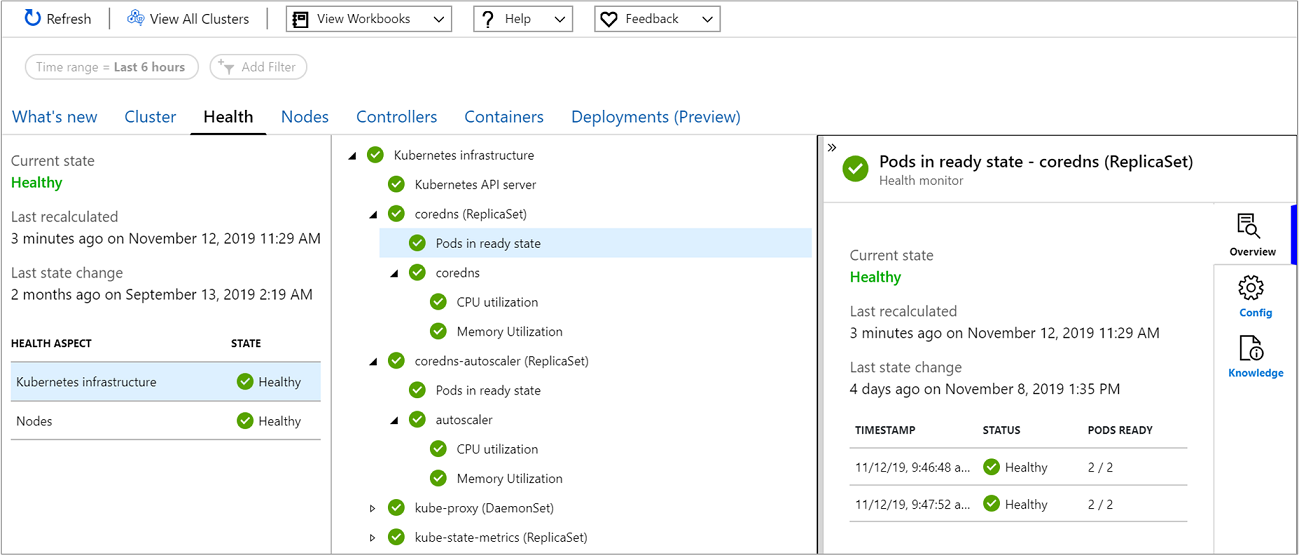 Refresh
View All Clusters
View Workbooks
Help
Feedback
Time range = Last 6 hours
Add Filter
What's new
Cluster
Health
Nodes
Controllers
Containers
Deployments (Preview)
Current state
Healthy
Last recalculated
3 minutes ago on November 12, 2019 11:29 AM
Last state change
2 months ago on September 13, 2019 2:19 AM
HEALTH ASPECT STATE
Kubernetes infrastructure Healthy
Nodes Healthy
Kubernetes infrastructure
Kubernetes API server
coredns (ReplicaSet)
Pods in ready state
coredns
CPU utilization
Memory Utilization
coredns-autoscaler (ReplicaSet)
Pods in ready state
autoscaler
CPU utilization
Memory Utilization
kube-proxy (DaemonSet)
kube-state-metrics (ReplicaSet)
»
Pods in ready state - coredns (ReplicaSet)
Health monitor
Current state
Healthy
Last recalculated
3 minutes ago on November 12, 2019 11:29 AM
Last state change
4 days ago on November 8, 2019 1:35 PM
TIMESTAMP STATUS PODS READY
11/12/19, 9:46:48 a... Healthy 2 / 2
11/12/19, 9:47:52 a... Healthy 2 / 2
Overview
Config
Knowledge